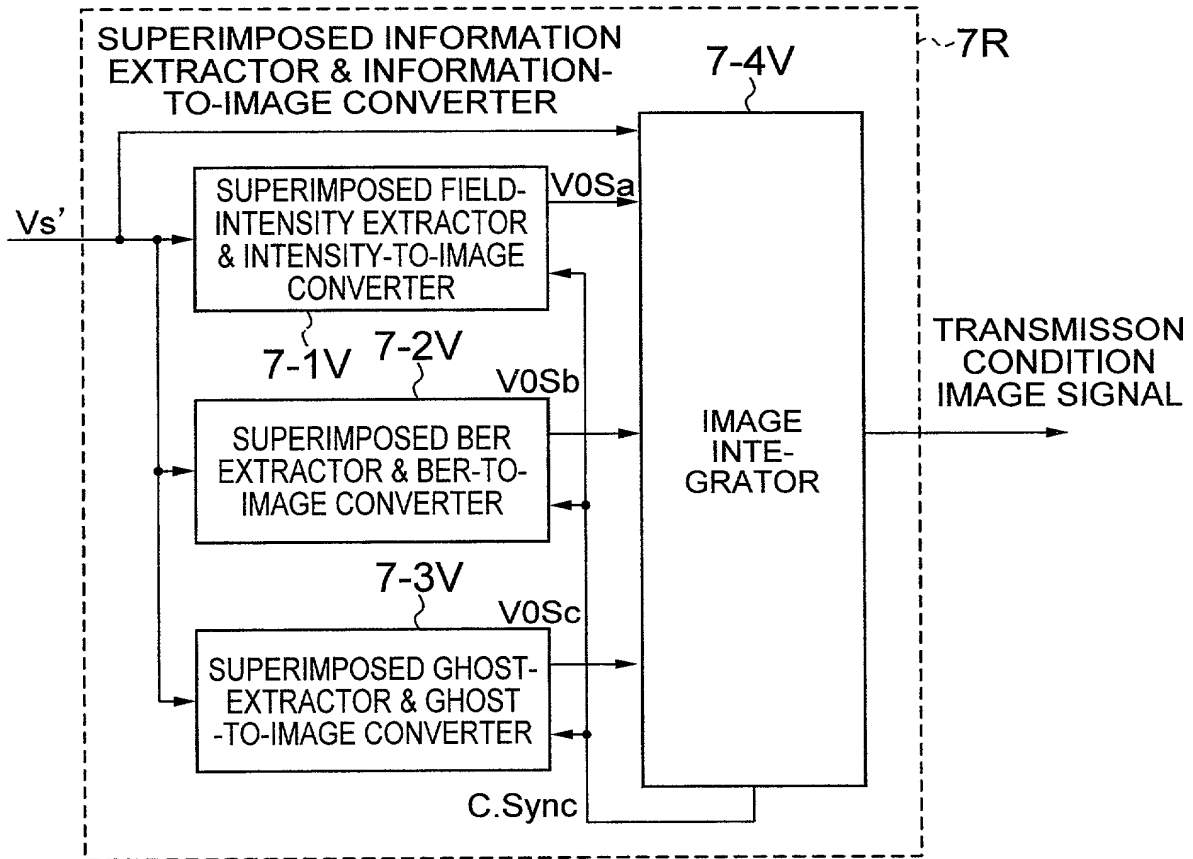 SUPERIMPOSED INFORMATION
EXTRACTOR & INFORMATION-
TO-IMAGE CONVERTER
7R
7-4V
Vs’
SUPERIMPOSED FIELD-
INTENSITY EXTRACTOR
& INTENSITY-TO-IMAGE
CONVERTER
V0Sa
7-1V
7-2V
V0Sb
SUPERIMPOSED BER
EXTRACTOR & BER-TO-
IMAGE CONVERTER
7-3V
V0Sc
SUPERIMPOSED GHOST-
EXTRACTOR & GHOST
-TO-IMAGE CONVERTER
C.Sync
IMAGE
INTE-
GRATOR
TRANSMISSON
CONDITION
IMAGE SIGNAL